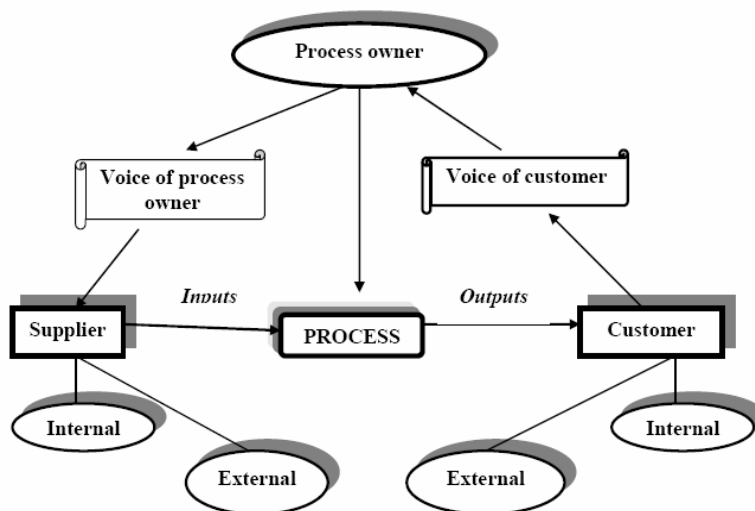 Process owner
Voice of process
owner
Voice of customer
Inputs
Outputs
Supplier
PROCESS
Customer
Internal
Internal
External
External